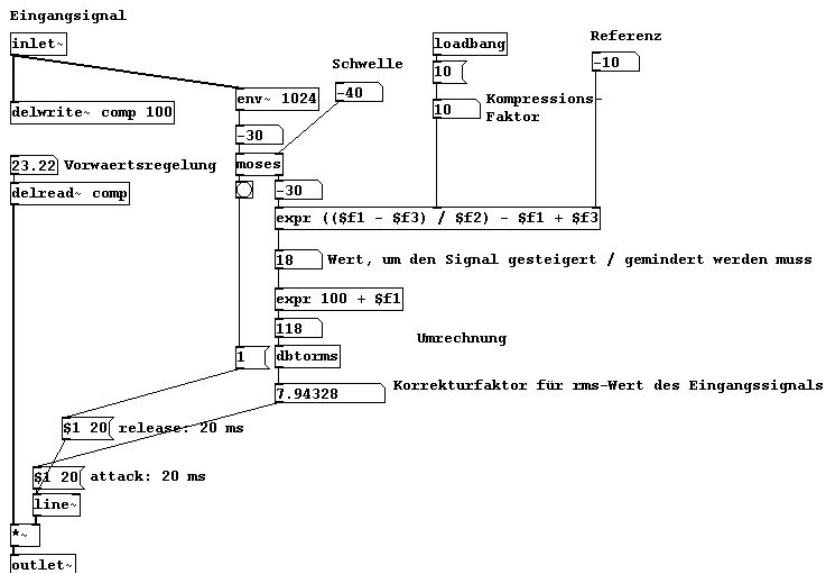 Eingangsignal
inlet~
delwrite~ comp 100
23.22 Vorwaertsregelung
delread~ comp
env~ 1024
-30
moses
Schwelle
-40
loadbang
10
10 Kompressions-
Faktor
Referenz
-10
-30
expr (($f1 - $f3) / $f2) - $f1 + $f3
18 Wert, um den Signal gesteigert / gemindert werden muss
expr 100 + $f1
118
Umrechnung
1 dbtorms
7.94328 Korrekturfaktor für rms-Wert des Eingangssignals
$1 20 release: 20 ms
$1 20 attack: 20 ms
line~
*~
outlet~